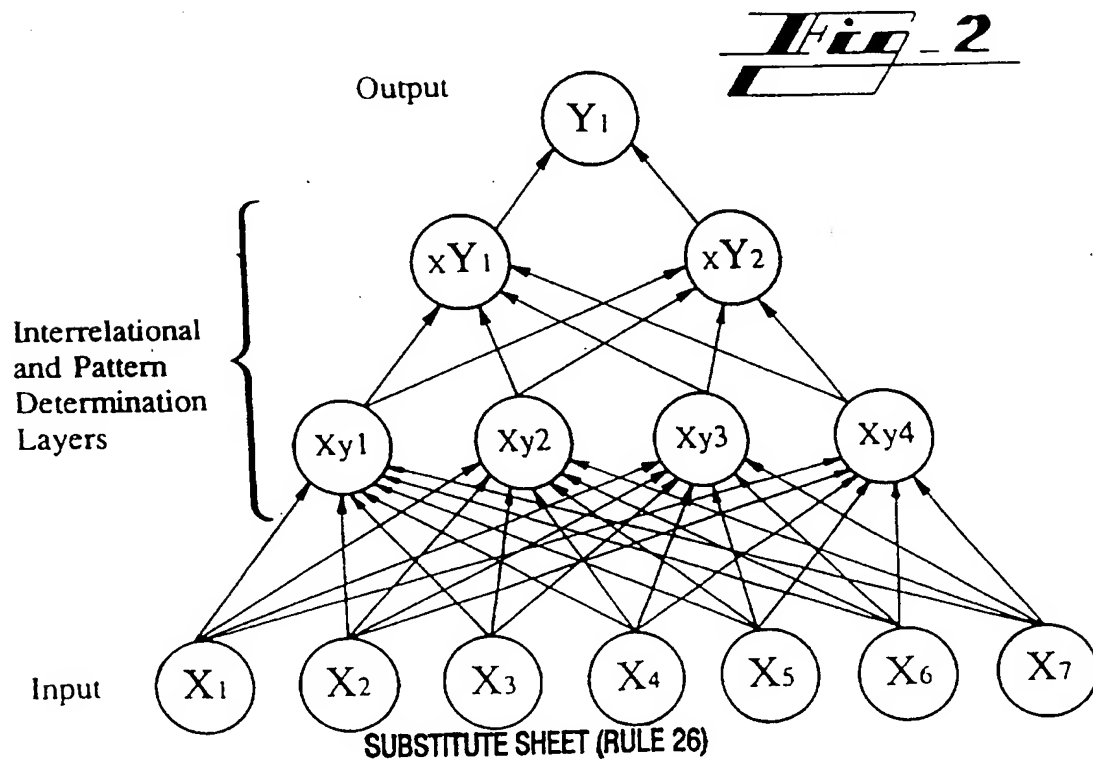 Fig_2
Output
Y1
xY1 xY2
Interrelational
and Pattern
Determination
Layers
Xy1 Xy2 Xy3 Xy4
Input X1 X2 X3 X4 X5 X6 X7
SUBSTITUTE SHEET (RULE 26)